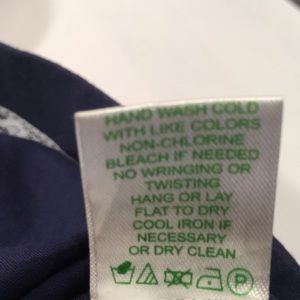 HAND WASH COLD
WITH LIKE COLORS
NON-CHLORINE
BLEACH IF NEEDED
NO WRINGING OR
TWISTING
HANG OR LAY
FLAT TO DRY
COOL IRON IF
NECESSARY
OR DRY CLEAN
P